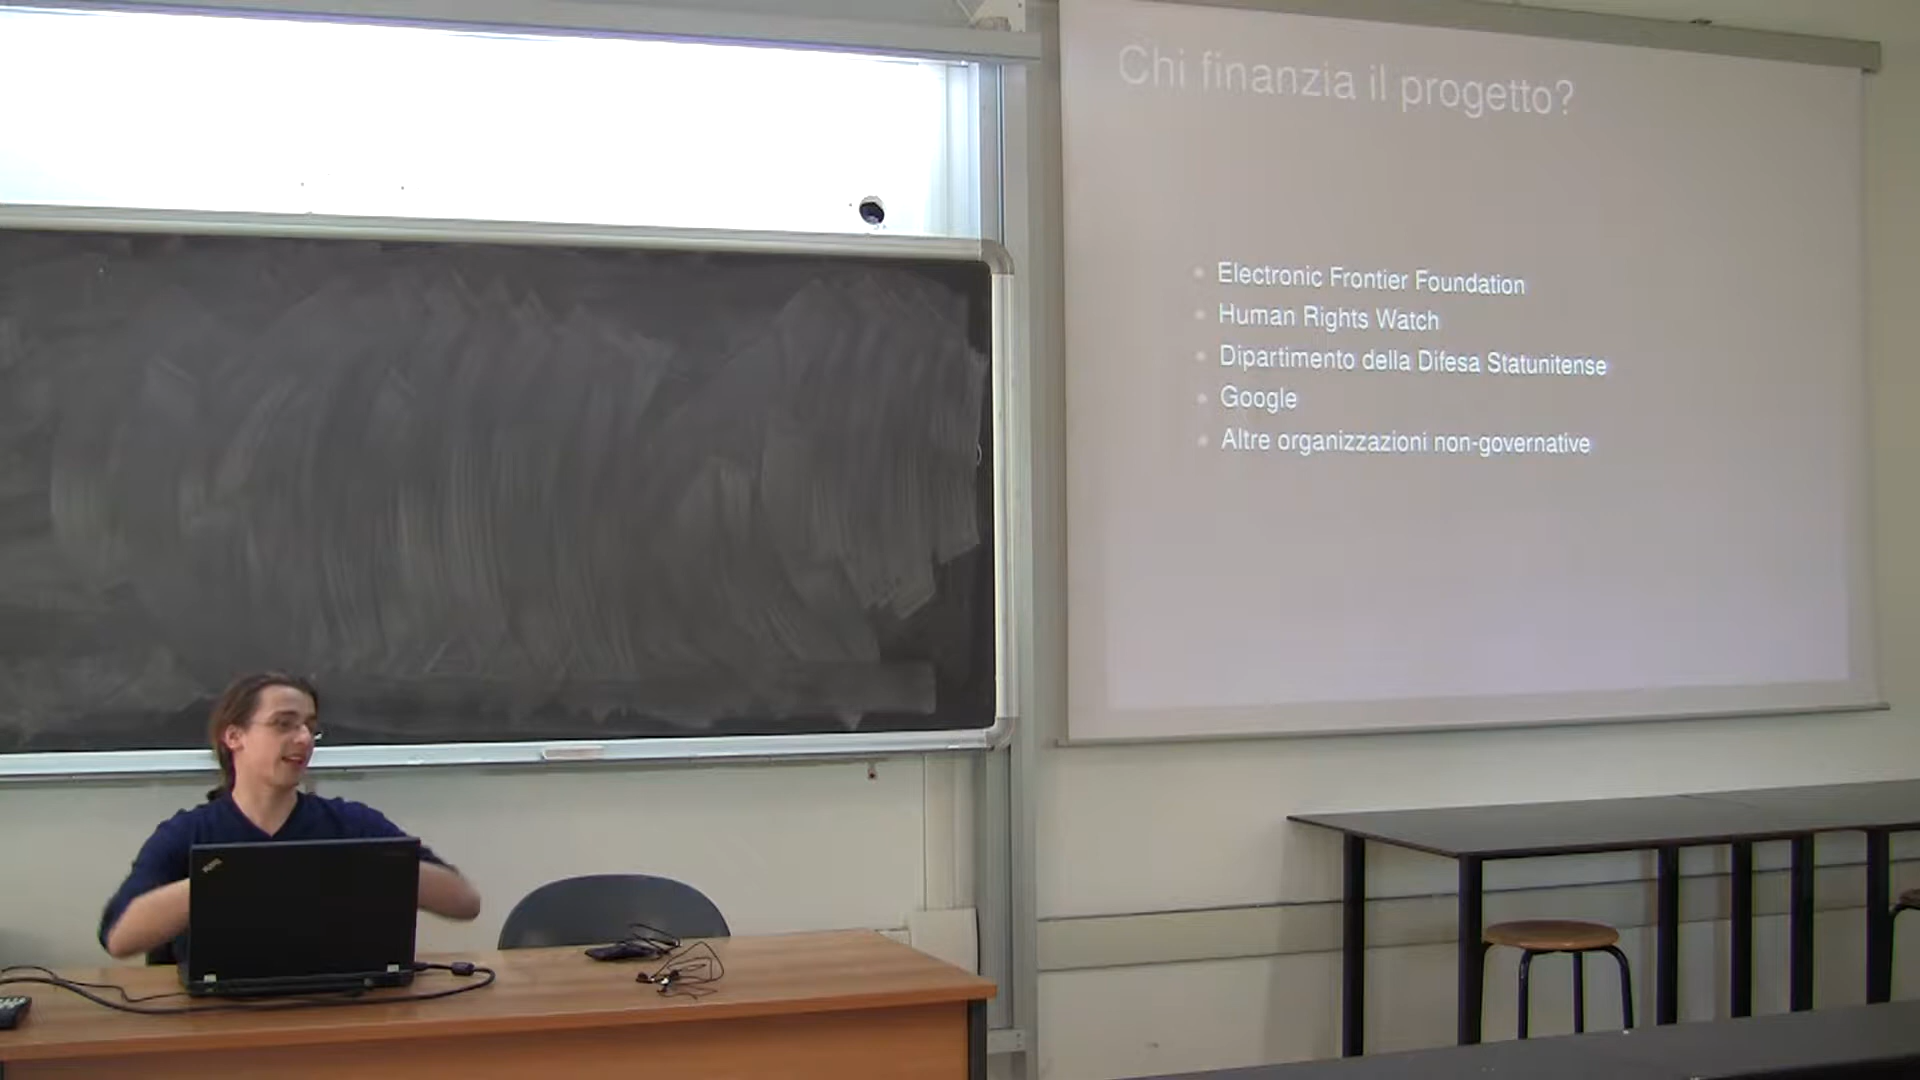 Chi finanzia il progetto?
Electronic Frontier Foundation
Human Rights Watch
Dipartimento della Difesa Statunitense
Google
Altre organizzazioni non-governative